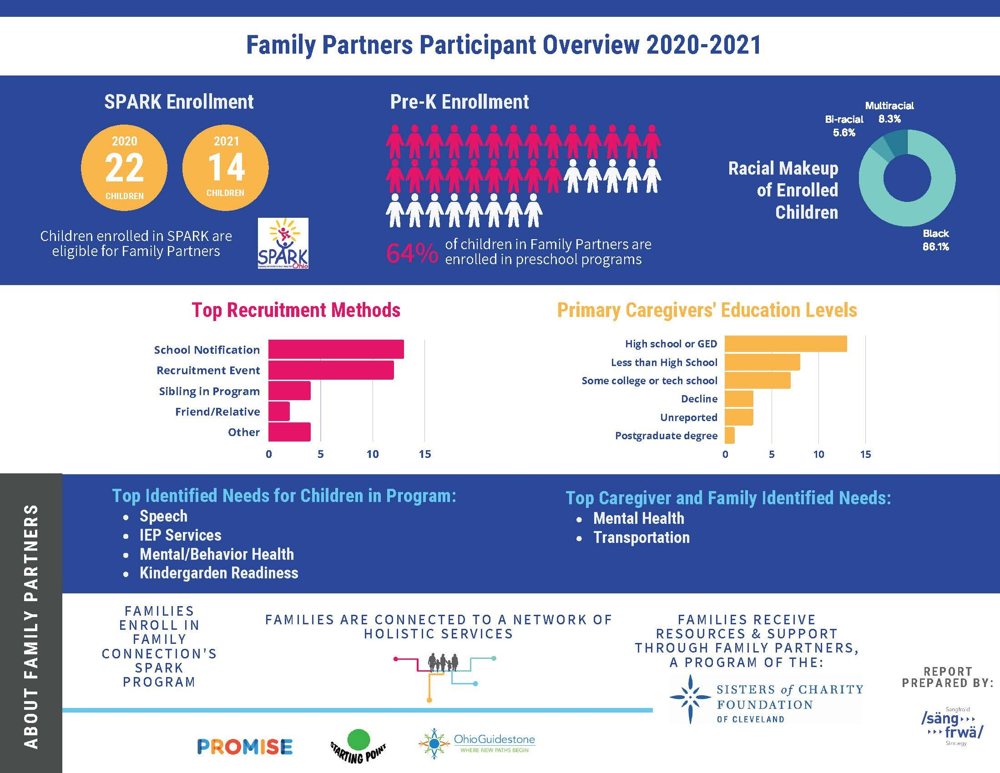 Family Partners Participant Overview 2020-2021
SPARK Enrollment
2020
22
CHILDREN
2021
14
CHILDREN
Children enrolled in SPARK are
eligible for Family Partners
SPARK
Ohio
Pre-K Enrollment
64%
of children in Family Partners are
enrolled in preschool programs
Racial Makeup
of Enrolled
Children
Multiracial
8.3%
Bi-racial
5.6%
Black
86.1%
Top Recruitment Methods
School Notification
Recruitment Event
Sibling in Program
Friend/Relative
Other
0 5 10 15
Primary Caregivers' Education Levels
High school or GED
Less than High School
Some college or tech school
Decline
Unreported
Postgraduate degree
0 5 10 15
ABOUT FAMILY PARTNERS
Top Identified Needs for Children in Program:
• Speech
• IEP Services
• Mental/Behavior Health
• Kindergarden Readiness
Top Caregiver and Family Identified Needs:
• Mental Health
• Transportation
FAMILIES
ENROLL IN
FAMILY
CONNECTION'S
SPARK
PROGRAM
FAMILIES ARE CONNECTED TO A NETWORK OF
HOLISTIC SERVICES
FAMILIES RECEIVE
RESOURCES & SUPPORT
THROUGH FAMILY PARTNERS,
A PROGRAM OF THE:
SISTERS of CHARITY
FOUNDATION
OF CLEVELAND
REPORT
PREPARED BY:
Sangfroid
/säng
frwä/
Strategy
PROMISE
STARTING POINT
OhioGuidestone
WHERE NEW PATHS BEGIN